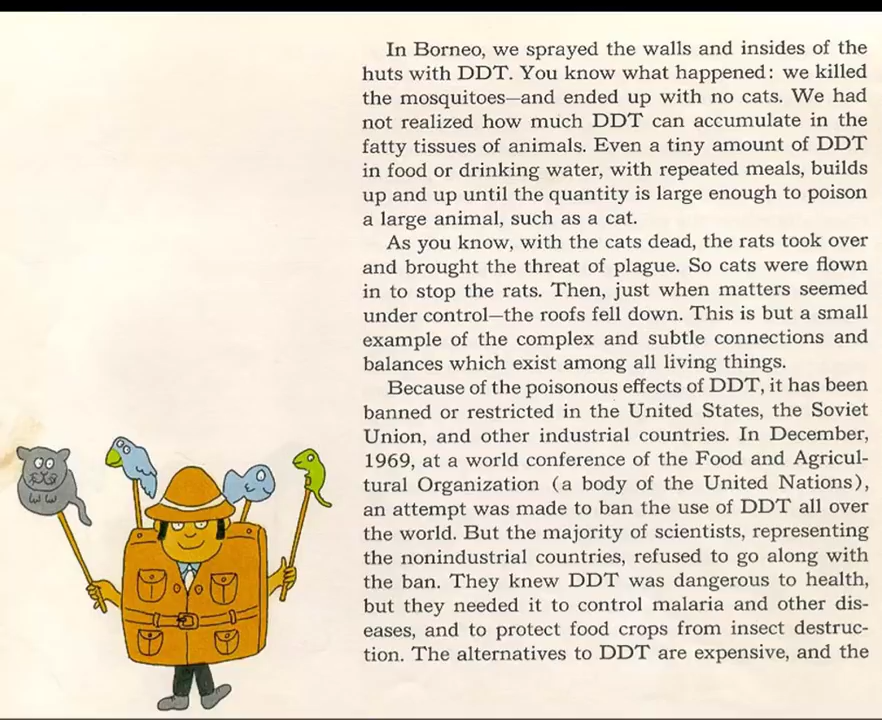 In Borneo, we sprayed the walls and insides of the
huts with DDT. You know what happened: we killed
the mosquitoes—and ended up with no cats. We had
not realized how much DDT can accumulate in the
fatty tissues of animals. Even a tiny amount of DDT
in food or drinking water, with repeated meals, builds
up and up until the quantity is large enough to poison
a large animal, such as a cat.
As you know, with the cats dead, the rats took over
and brought the threat of plague. So cats were flown
in to stop the rats. Then, just when matters seemed
under control—the roofs fell down. This is but a small
example of the complex and subtle connections and
balances which exist among all living things.
Because of the poisonous effects of DDT, it has been
banned or restricted in the United States, the Soviet
Union, and other industrial countries. In December,
1969, at a world conference of the Food and Agricul-
tural Organization (a body of the United Nations),
an attempt was made to ban the use of DDT all over
the world. But the majority of scientists, representing
the nonindustrial countries, refused to go along with
the ban. They knew DDT was dangerous to health,
but they needed it to control malaria and other dis-
eases, and to protect food crops from insect destruc-
tion. The alternatives to DDT are expensive, and the